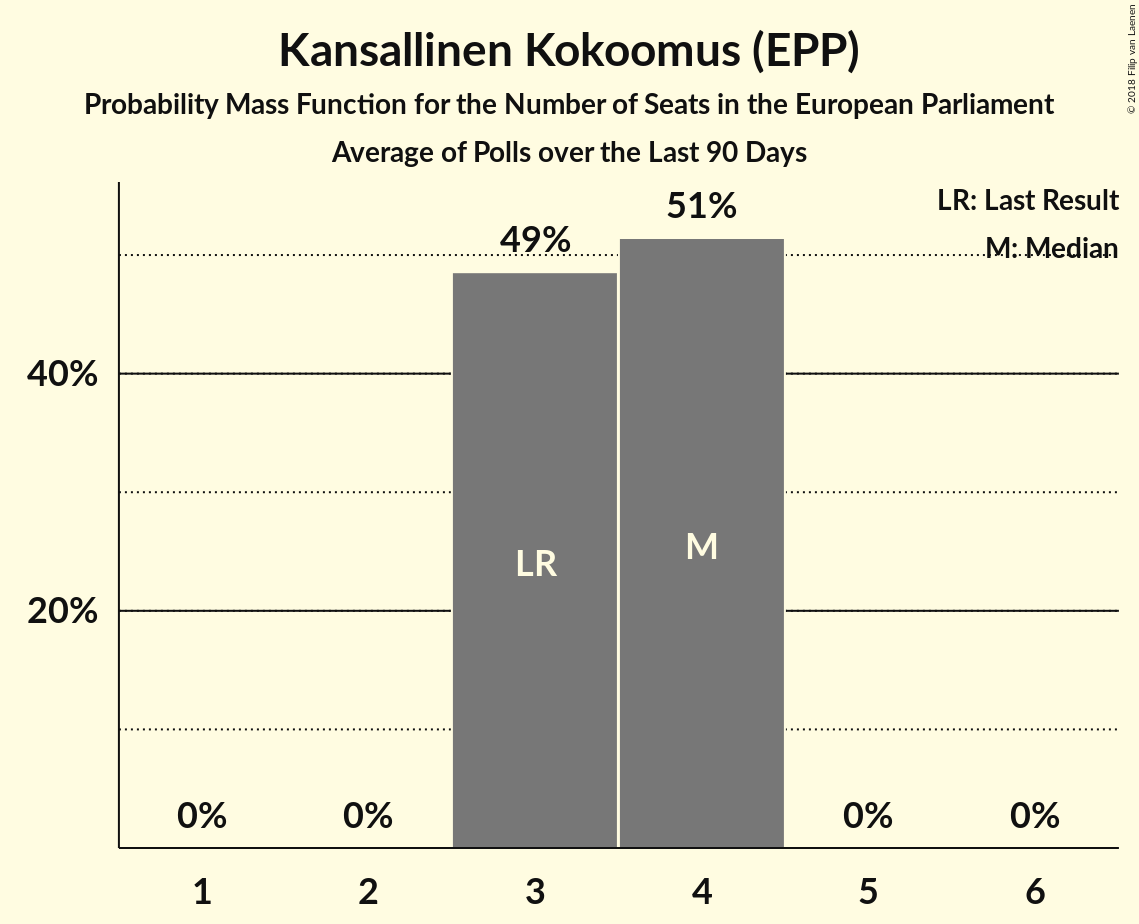 Kansallinen Kokoomus (EPP)
Probability Mass Function for the Number of Seats in the European Parliament
Average of Polls over the Last 90 Days
© 2018 Filip van Laenen
LR: Last Result
M: Median
51%
49%
40%
20%
LR
M
0%
0%
0%
0%
1
2
3
4
5
6